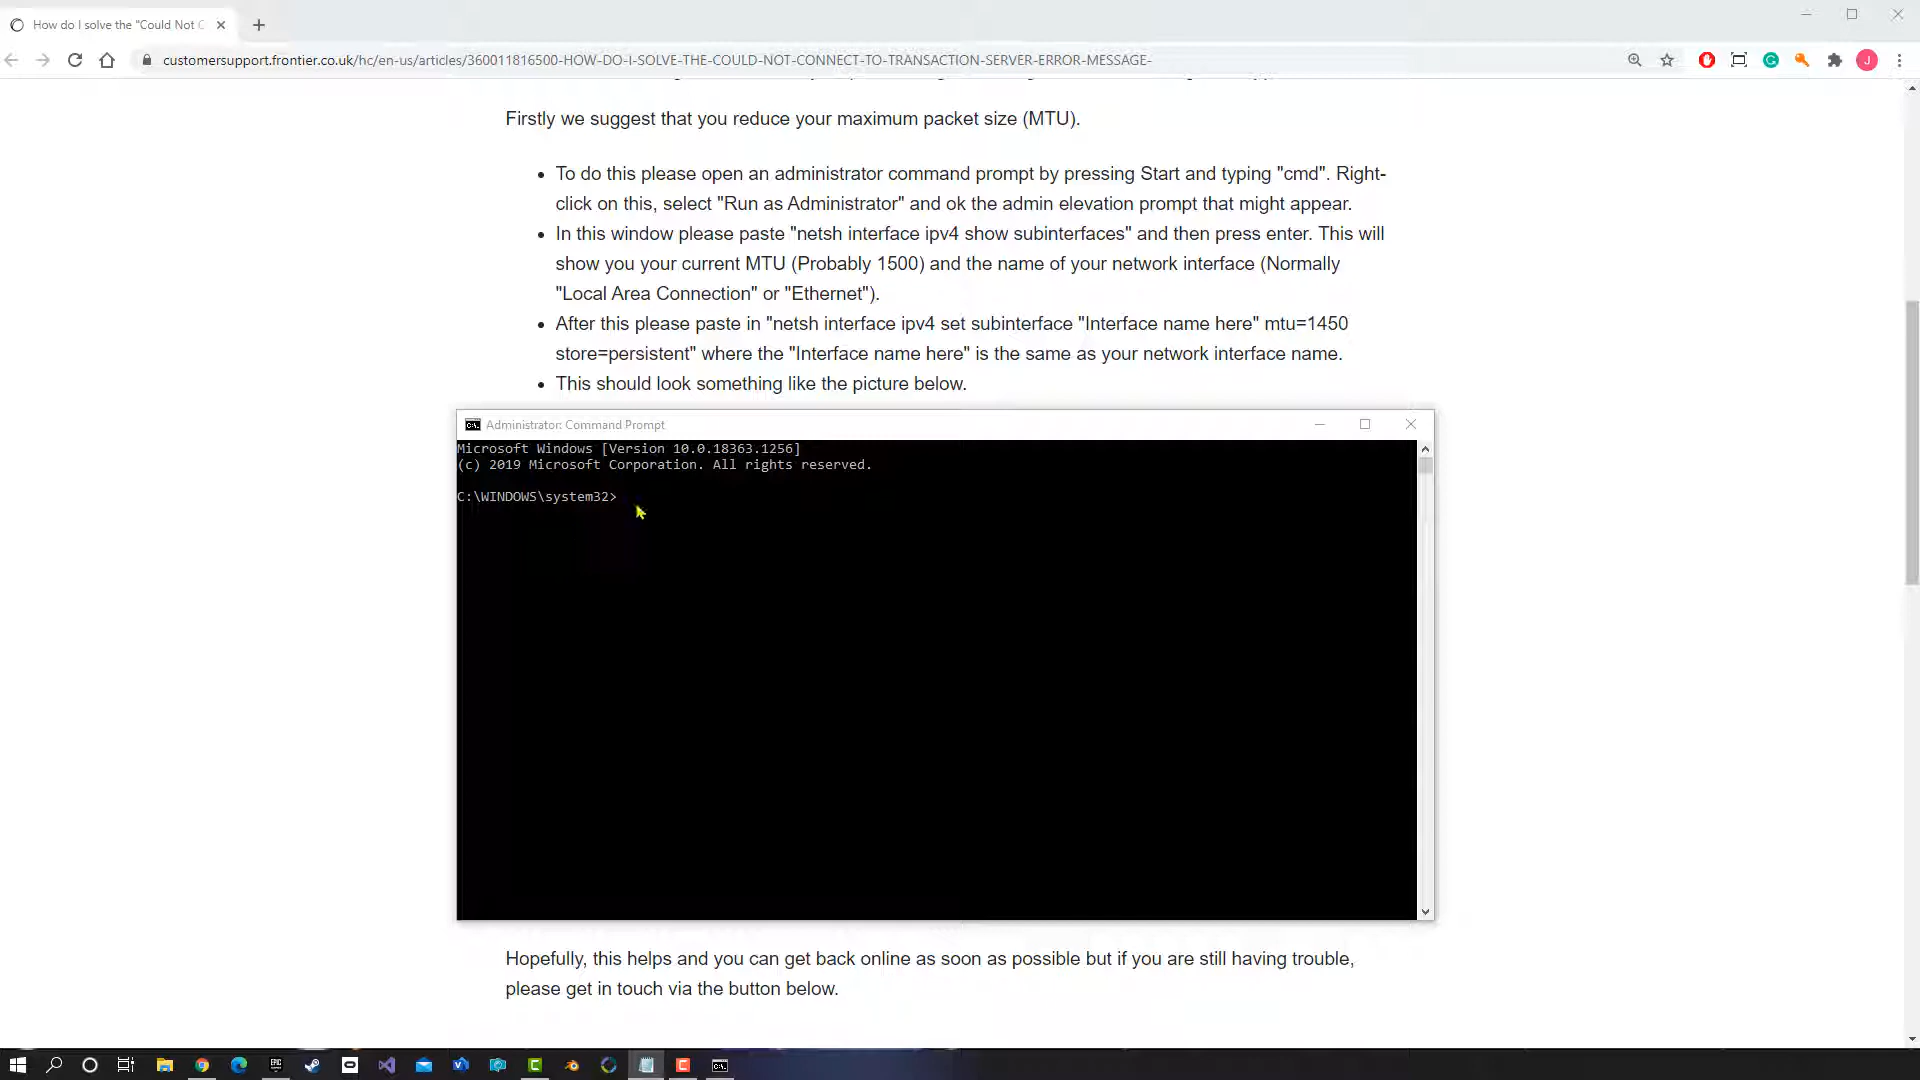 How do I solve the "Could Not C
customersupport.frontier.co.uk/hc/en-us/articles/360011816500-HOW-DO-I-SOLVE-THE-COULD-NOT-CONNECT-TO-TRANSACTION-SERVER-ERROR-MESSAGE-
J
Firstly we suggest that you reduce your maximum packet size (MTU).
• To do this please open an administrator command prompt by pressing Start and typing "cmd". Right-
click on this, select "Run as Administrator" and ok the admin elevation prompt that might appear.
• In this window please paste "netsh interface ipv4 show subinterfaces" and then press enter. This will
show you your current MTU (Probably 1500) and the name of your network interface (Normally
"Local Area Connection" or "Ethernet").
• After this please paste in "netsh interface ipv4 set subinterface "Interface name here" mtu=1450
store=persistent" where the "Interface name here" is the same as your network interface name.
• This should look something like the picture below.
Administrator: Command Prompt
Microsoft Windows [Version 10.0.18363.1256]
(c) 2019 Microsoft Corporation. All rights reserved.
C:\WINDOWS\system32>
Hopefully, this helps and you can get back online as soon as possible but if you are still having trouble,
please get in touch via the button below.